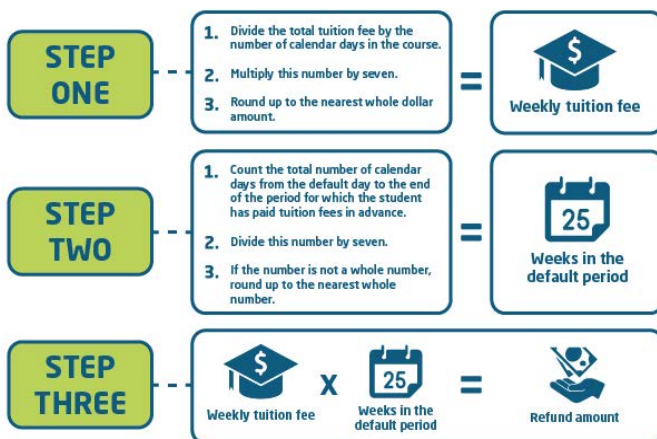 STEP
ONE
1. Divide the total tuition fee by the
number of calendar days in the course.
2. Multiply this number by seven.
3. Round up to the nearest whole dollar
amount.
=
$
Weekly tuition fee
STEP
TWO
1. Count the total number of calendar
days from the default day to the end
of the period for which the student
has paid tuition fees in advance.
2. Divide this number by seven.
3. If the number is not a whole number,
round up to the nearest whole
number.
=
25
Weeks in the
default period
STEP
THREE
$
Weekly tuition fee
X
25
Weeks in the
default period
=
Refund amount